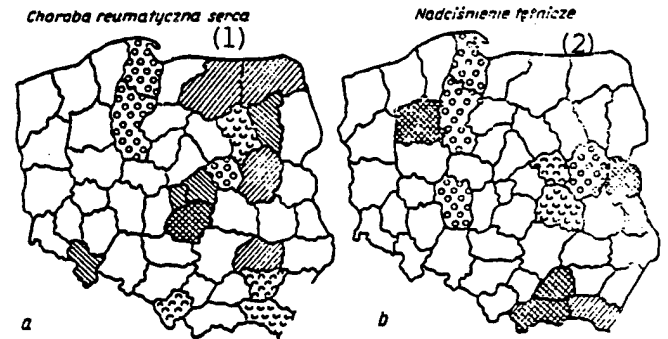 Choroba reumatyczna serca
(1)
Nadciśnienie tętnicze
(2)
a
b